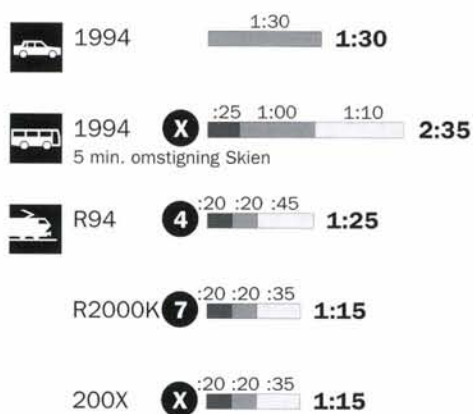 1:30
1994 1:30
:25 1:00 1:10
1994 X 2:35
5 min. omstigning Skien
:20 :20 :45
R94 4 1:25
:20 :20 :35
R2000K 7 1:15
:20 :20 :35
200X X 1:15